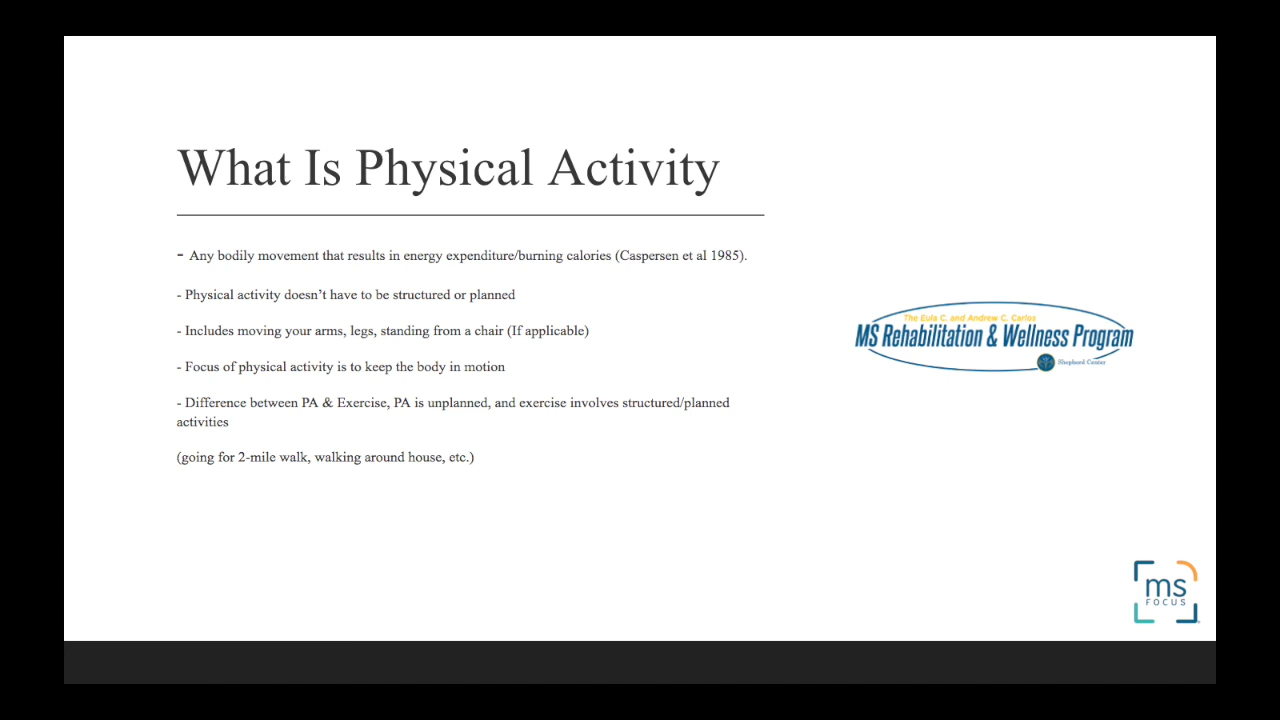 What Is Physical Activity
- Any bodily movement that results in energy expenditure/burning calories (Caspersen et al 1985).
- Physical activity doesn’t have to be structured or planned
- Includes moving your arms, legs, standing from a chair (If applicable)
- Focus of physical activity is to keep the body in motion
- Difference between PA & Exercise, PA is unplanned, and exercise involves structured/planned
activities
(going for 2-mile walk, walking around house, etc.)
The Eula C. and Andrew C. Carlos
MS Rehabilitation & Wellness Program
Shepherd Center
ms
FOCUS